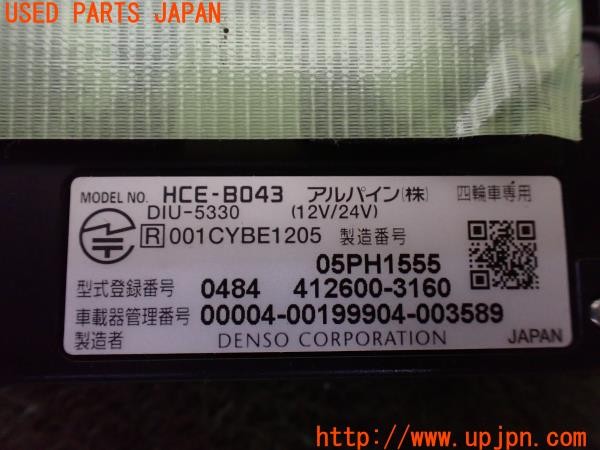 USED PARTS JAPAN
MODEL NO. HCE-B043 アルパイン(株) 四輪車専用
DIU-5330 (12V/24V)
R 001CYBE1205 製造番号
05PH1555
型式登録番号 0484 412600-3160
車載器管理番号 00004-00199904-003589
製造者 DENSO CORPORATION JAPAN
http://www.upjpn.com/